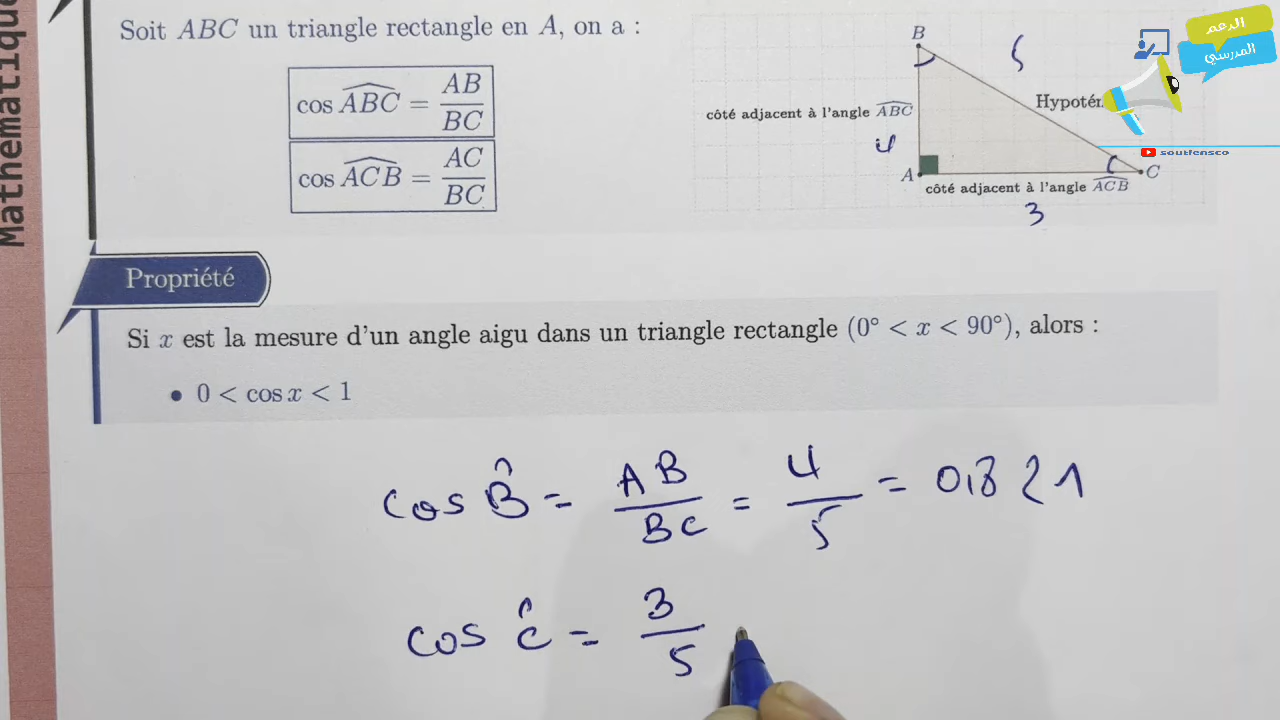 Mathématique
Soit ABC un triangle rectangle en A, on a :
cos ABC = AB/BC
cos ACB = AC/BC
B
5
côté adjacent à l'angle ABC
Hypotén
4
A
C
côté adjacent à l'angle ACB
3
الدعم
المدرسي
soutiensco
Propriété
Si x est la mesure d'un angle aigu dans un triangle rectangle (0° < x < 90°), alors :
• 0 < cos x < 1
cos B̂ = AB/BC = 4/5 = 0,8 < 1
cos ĉ = 3/5